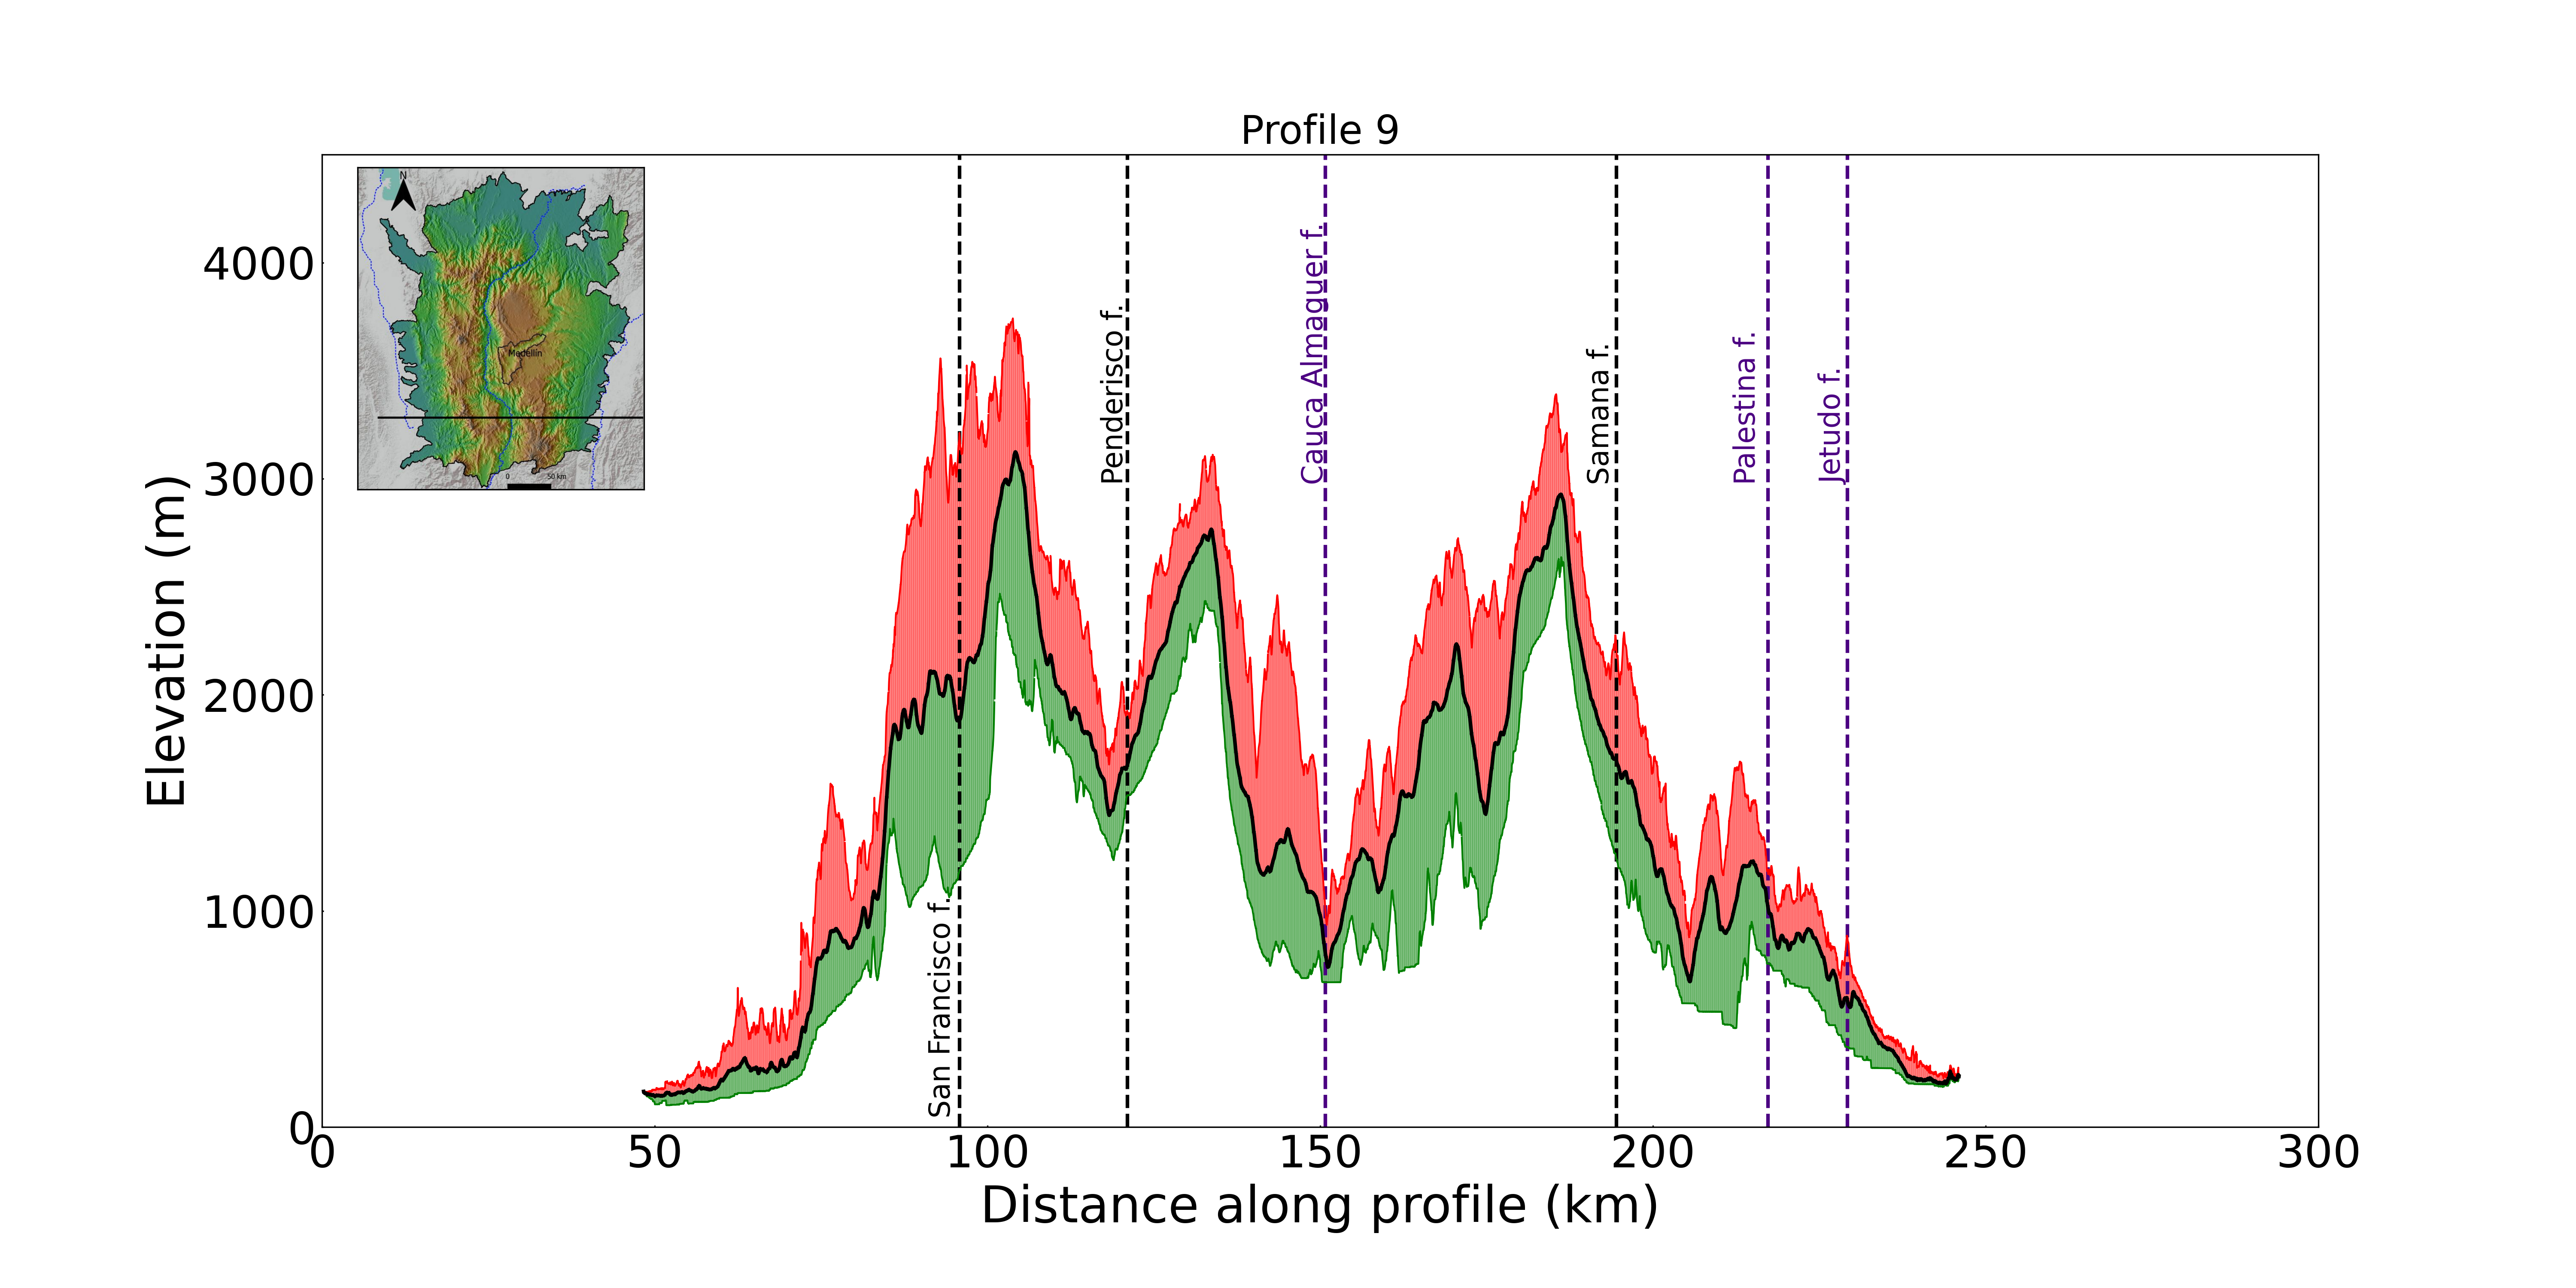 Profile 9
N
Medellín
0 50 km
Elevation (m)
4000
3000
2000
1000
0
San Francisco f.
Penderisco f.
Cauca Almaguer f.
Samana f.
Palestina f.
Jetudo f.
0 50 100 150 200 250 300
Distance along profile (km)